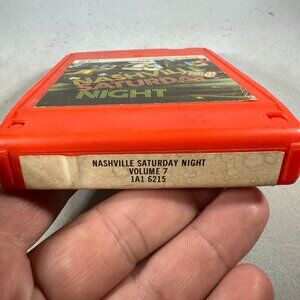 NASHVILLE
SATURDAY
NIGHT
NASHVILLE SATURDAY NIGHT
VOLUME 7
1A1 6215